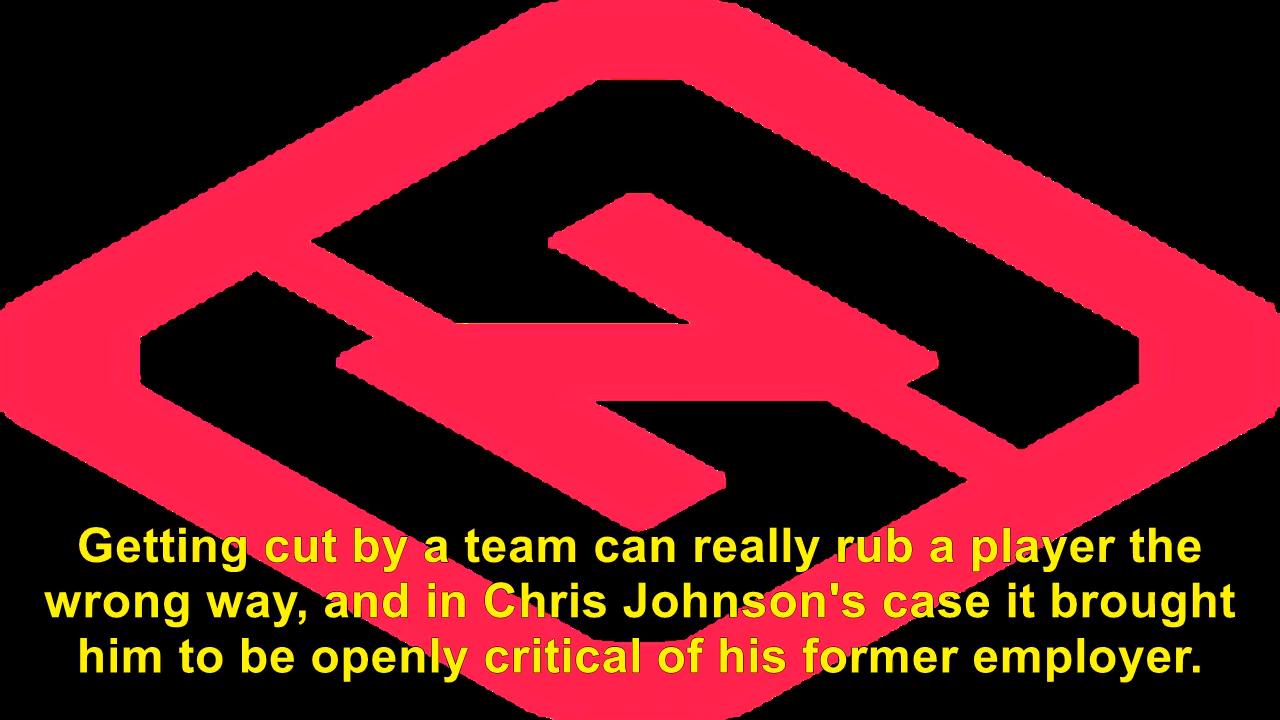 Getting cut by a team can really rub a player the
wrong way, and in Chris Johnson's case it brought
him to be openly critical of his former employer.